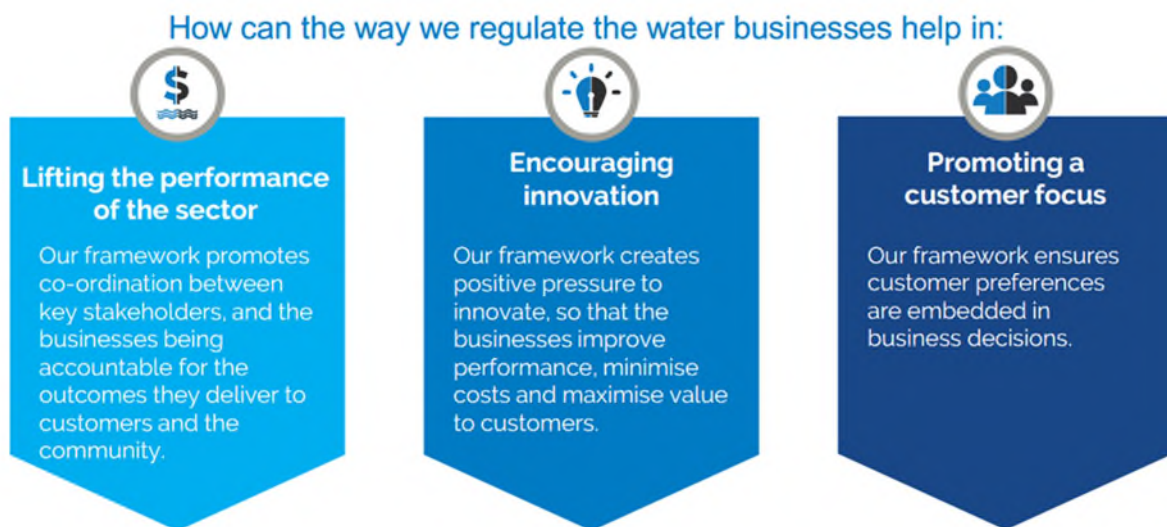 How can the way we regulate the water businesses help in:
Lifting the performance
of the sector
Our framework promotes
co-ordination between
key stakeholders, and the
businesses being
accountable for the
outcomes they deliver to
customers and the
community.
Encouraging
innovation
Our framework creates
positive pressure to
innovate, so that the
businesses improve
performance, minimise
costs and maximise value
to customers.
Promoting a
customer focus
Our framework ensures
customer preferences
are embedded in
business decisions.